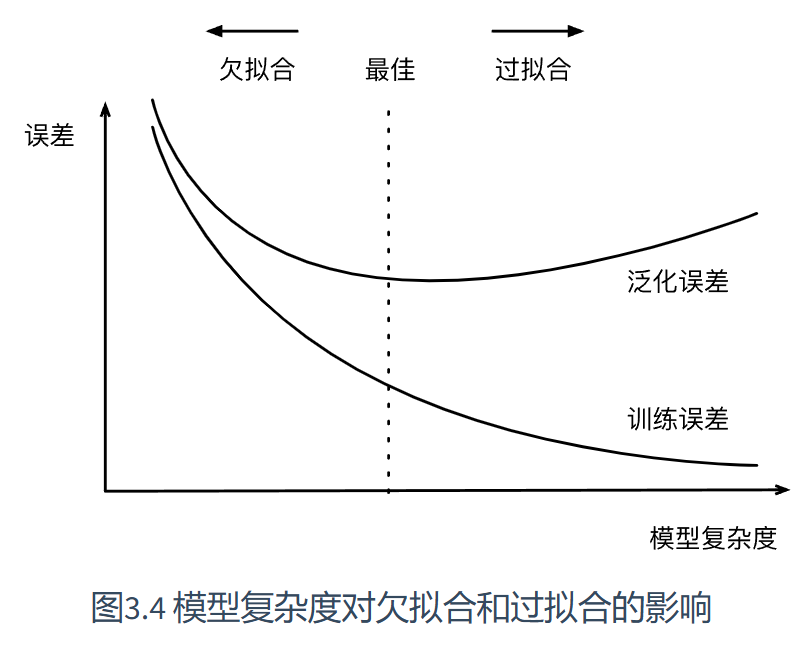 欠拟合
最佳
过拟合
误差
泛化误差
训练误差
模型复杂度
图3.4 模型复杂度对欠拟合和过拟合的影响